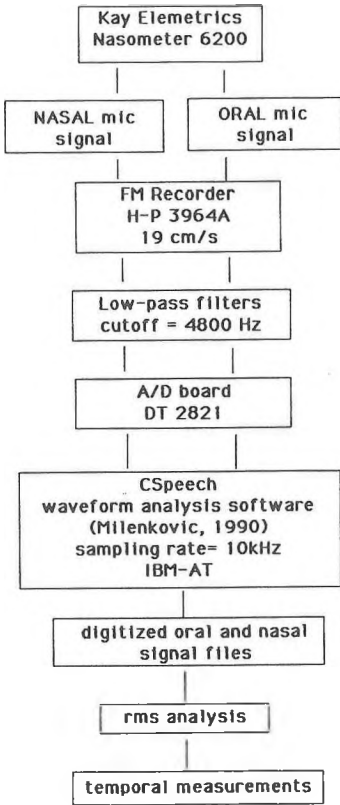 Kay Elemetrics
Nasometer 6200
NASAL mic
signal
ORAL mic
signal
FM Recorder
H-P 3964A
19 cm/s
Low-pass filters
cutoff = 4800 Hz
A/D board
DT 2821
CSpeech
waveform analysis software
(Milenkovic, 1990)
sampling rate= 10kHz
IBM-AT
digitized oral and nasal
signal files
rms analysis
temporal measurements